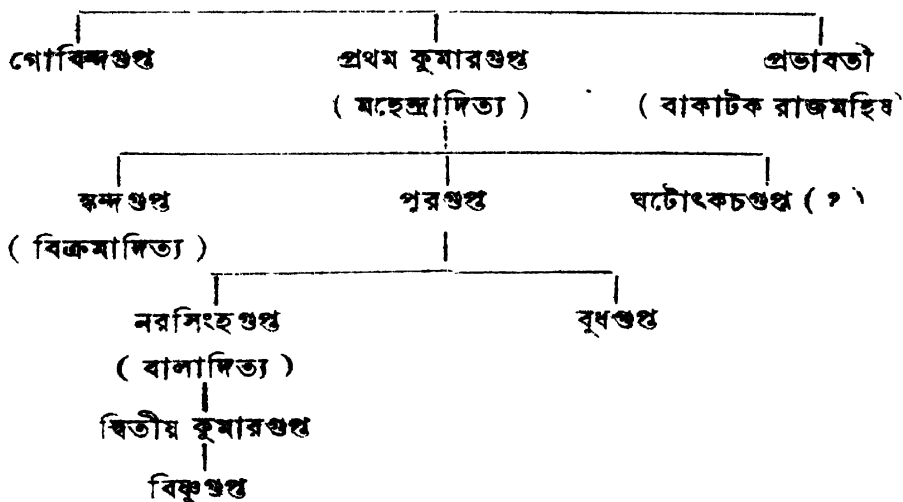 গোবিন্দগুপ্ত প্রথম কুমারগুপ্ত প্রভাবতী
( মহেন্দ্রাদিত্য ) ( বাকাটক রাজমহিষ
স্কন্দগুপ্ত পুরগুপ্ত ঘটোৎকচগুপ্ত ( ?
( বিক্রমাদিত্য )
নরসিংহগুপ্ত বুধগুপ্ত
( বালাদিত্য )
দ্বিতীয় কুমারগুপ্ত
বিষ্ণুগুপ্ত